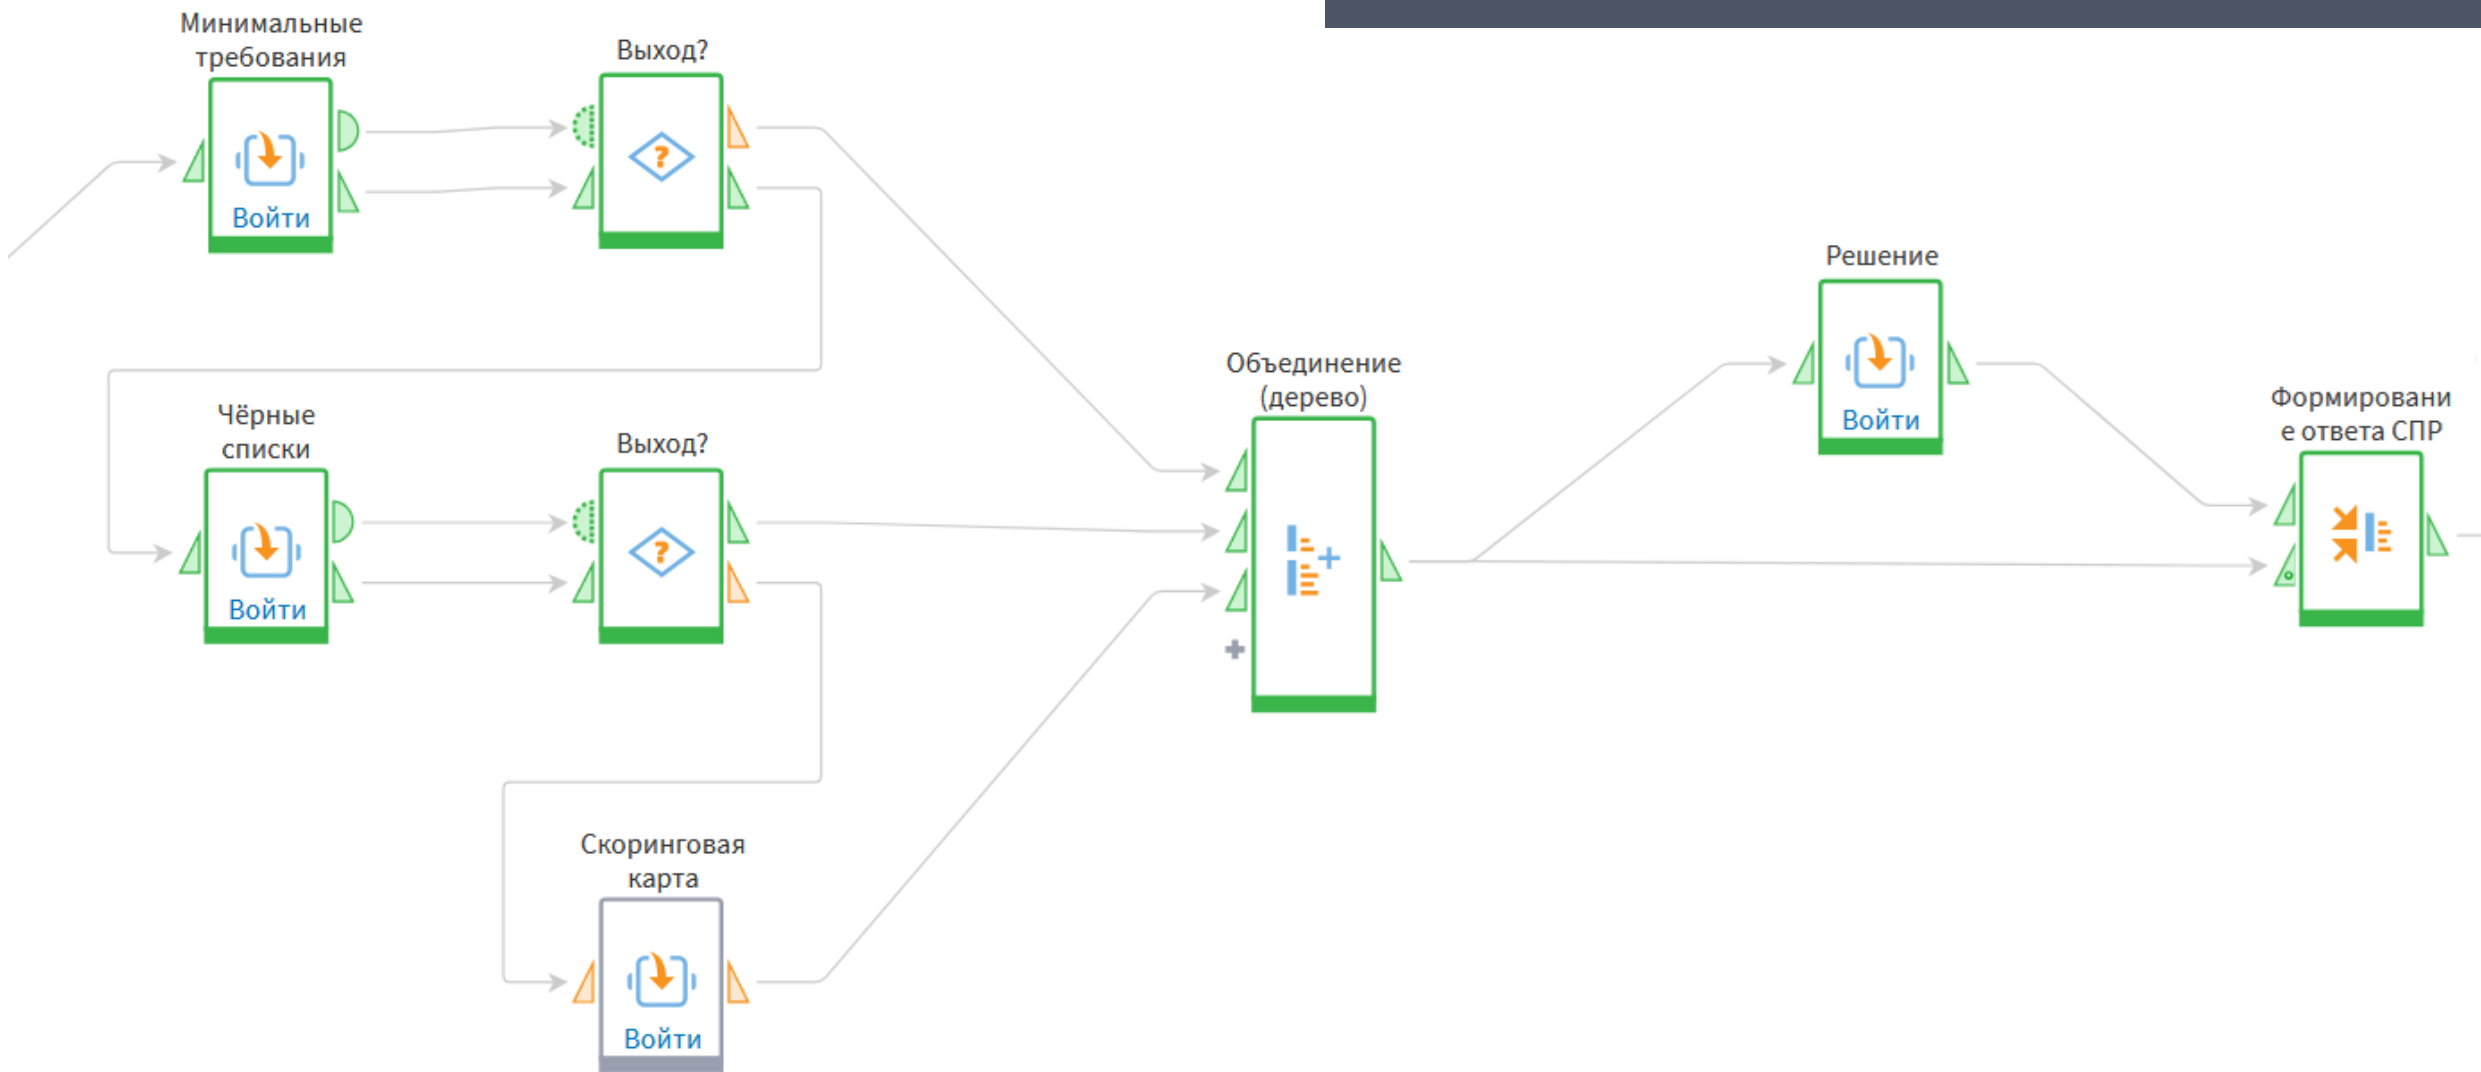 Минимальные
требования
Войти
Выход?
?
Чёрные
списки
Войти
Выход?
?
Скоринговая
карта
Войти
Объединение
(дерево)
Решение
Войти
Формировани
е ответа СПР